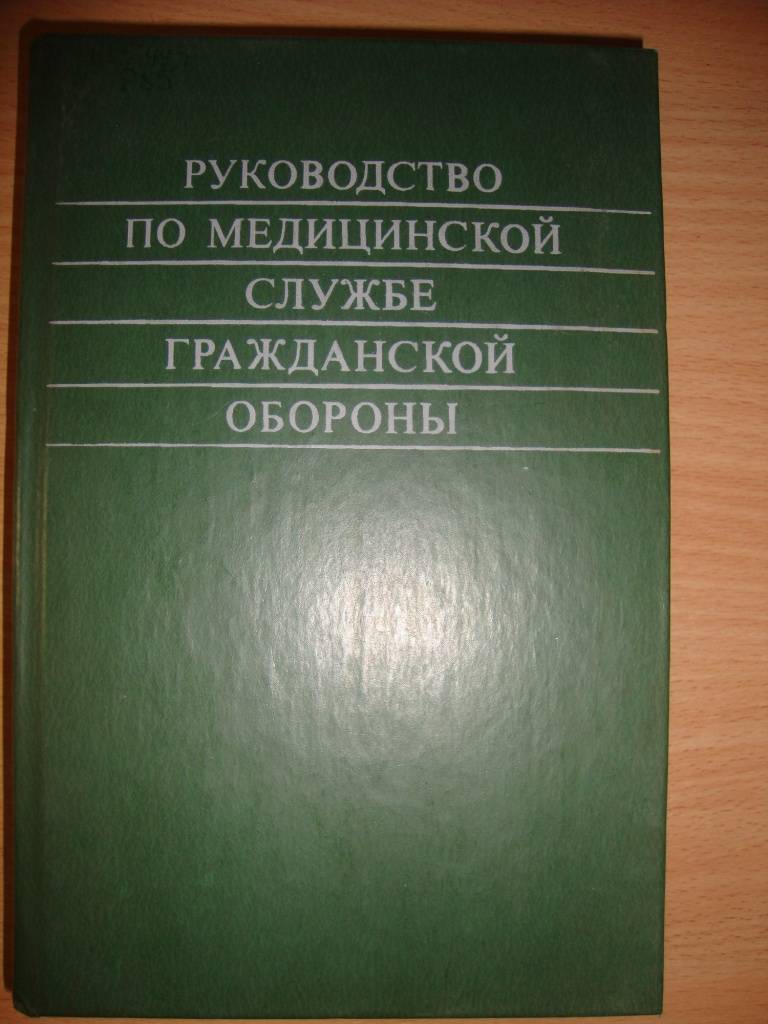 РУКОВОДСТВО
ПО МЕДИЦИНСКОЙ
СЛУЖБЕ
ГРАЖДАНСКОЙ
ОБОРОНЫ